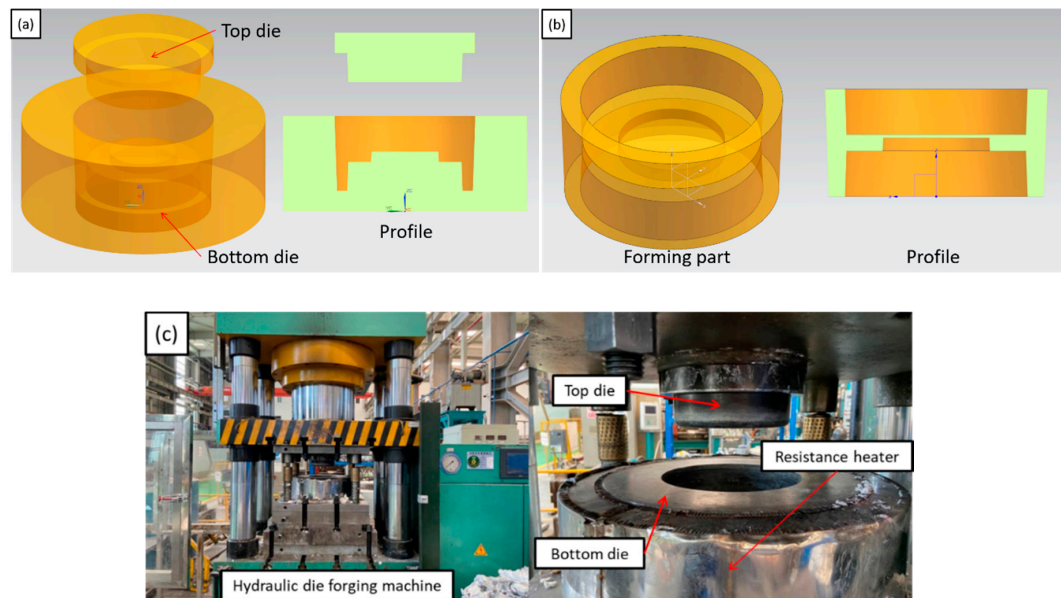 (a)
Top die
Profile
Bottom die
(b)
Forming part
Profile
(c)
Hydraulic die forging machine
Top die
Resistance heater
Bottom die